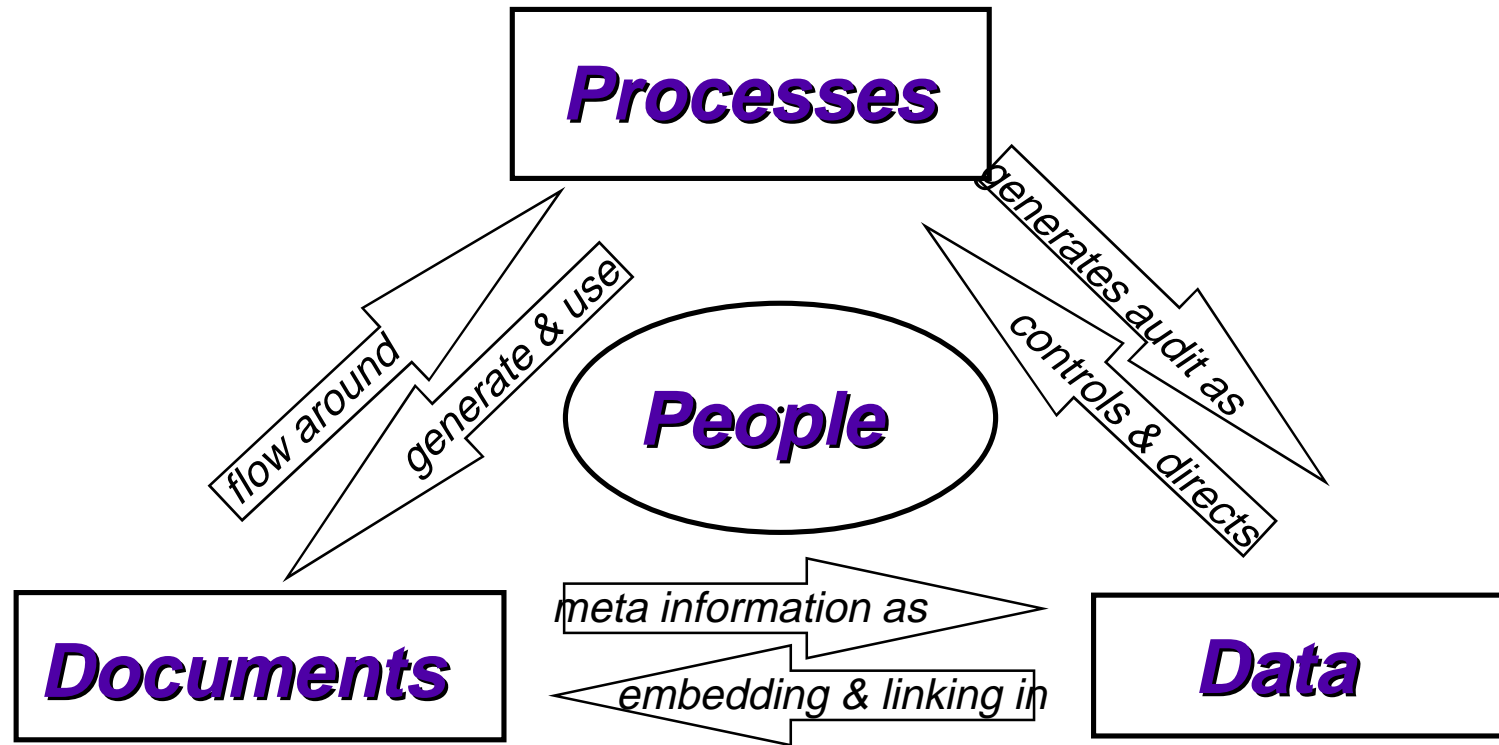 Processes
generates audit as
controls & directs
flow around
generate & use
People
meta information as
embedding & linking in
Documents
Data